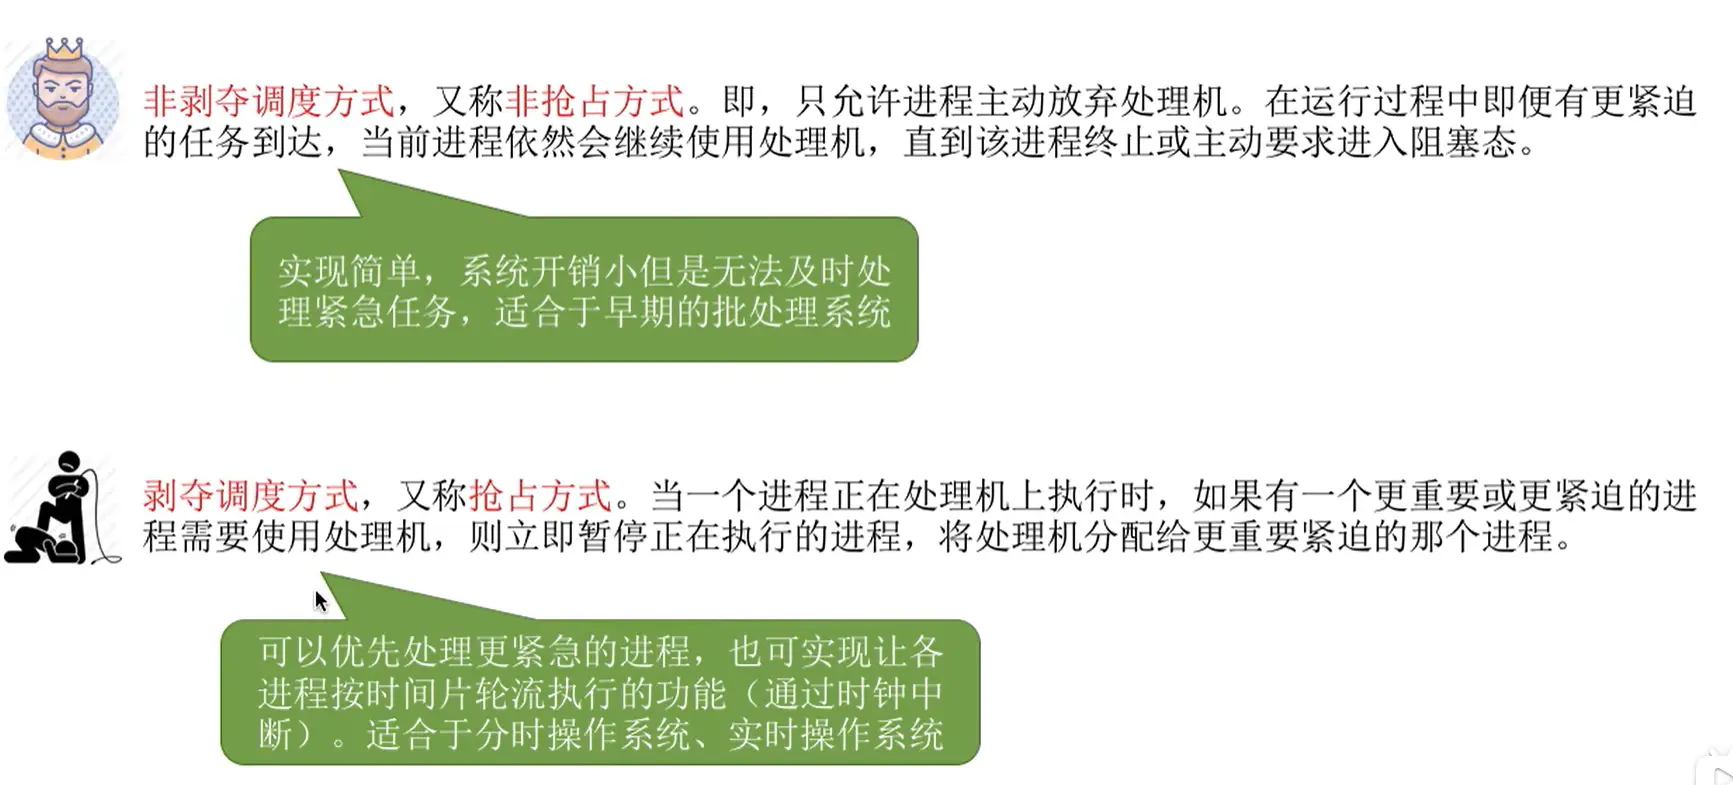 非剥夺调度方式，又称非抢占方式。即，只允许进程主动放弃处理机。在运行过程中即便有更紧迫
的任务到达，当前进程依然会继续使用处理机，直到该进程终止或主动要求进入阻塞态。
实现简单，系统开销小但是无法及时处
理紧急任务，适合于早期的批处理系统
剥夺调度方式，又称抢占方式。当一个进程正在处理机上执行时，如果有一个更重要或更紧迫的进
程需要使用处理机，则立即暂停正在执行的进程，将处理机分配给更重要紧迫的那个进程。
可以优先处理更紧急的进程，也可实现让各
进程按时间片轮流执行的功能（通过时钟中
断）。适合于分时操作系统、实时操作系统